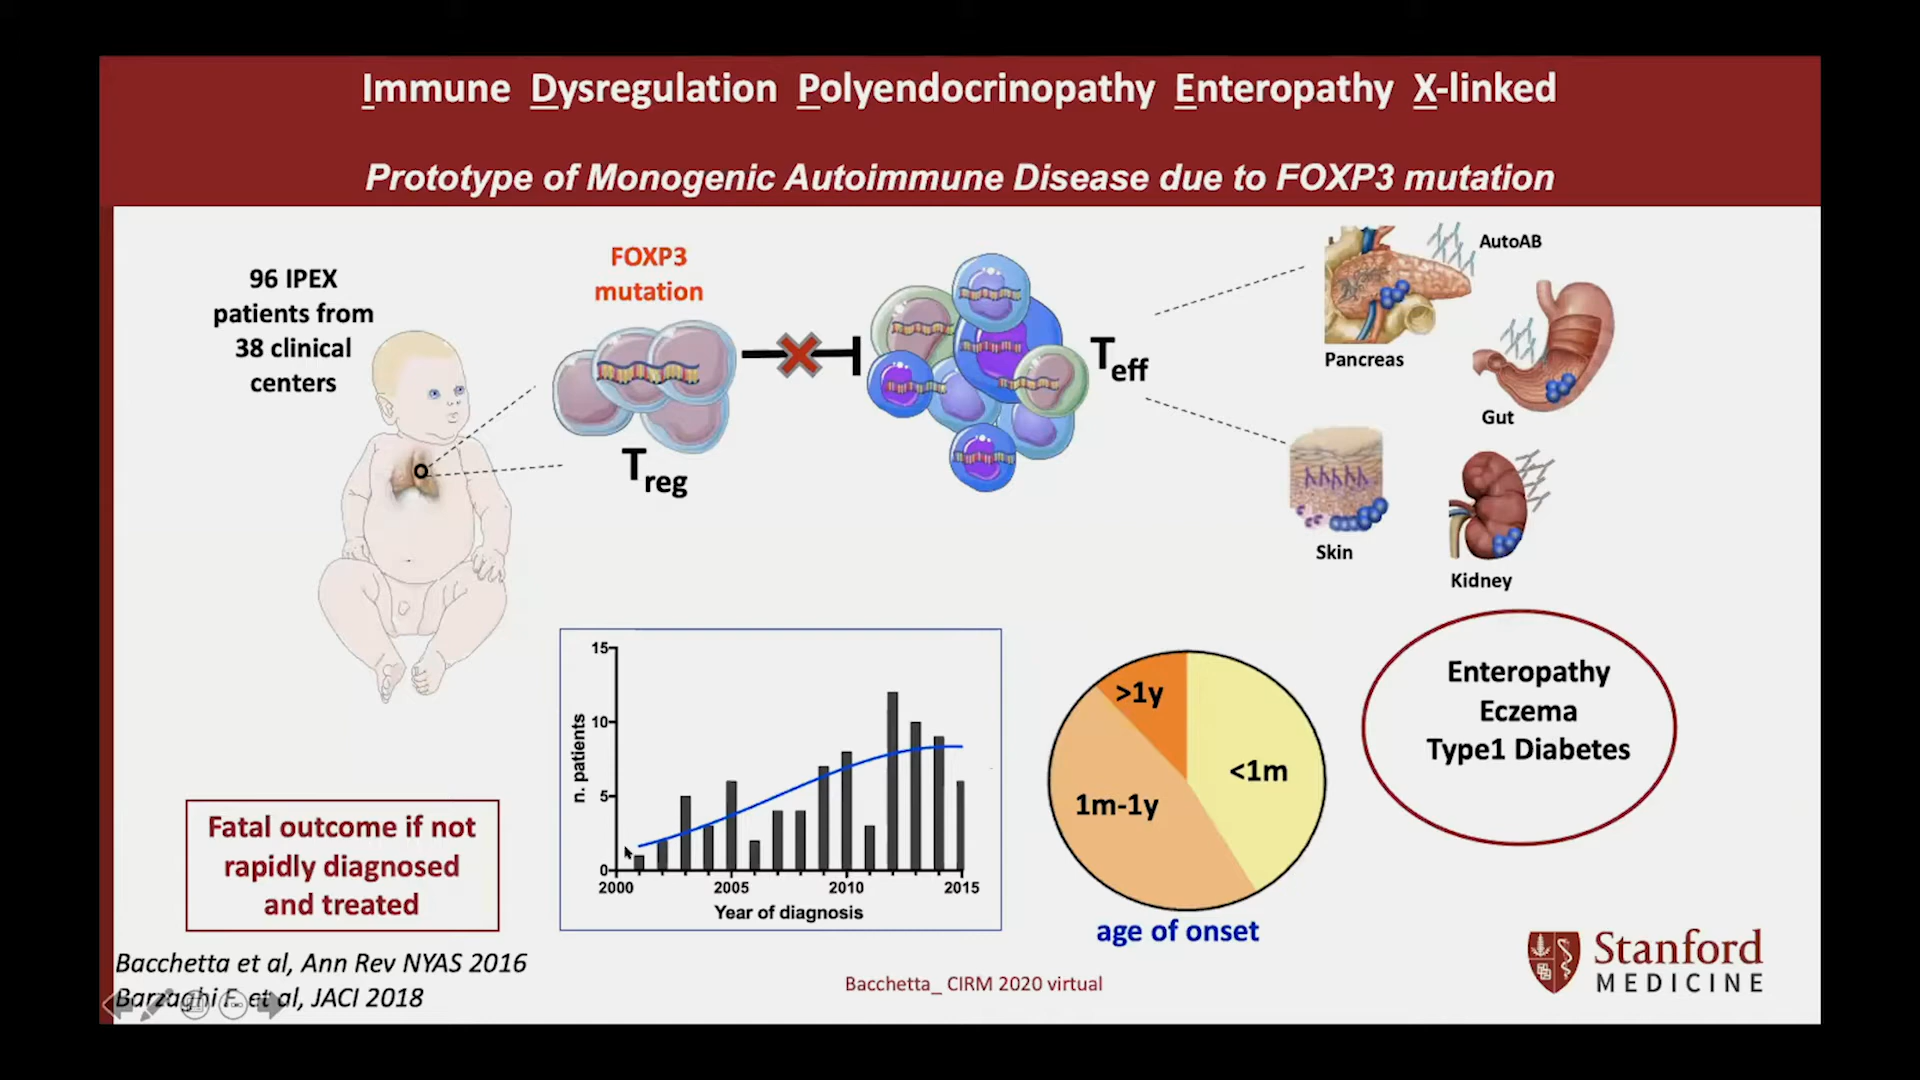 Immune Dysregulation Polyendocrinopathy Enteropathy X-linked
Prototype of Monogenic Autoimmune Disease due to FOXP3 mutation
96 IPEX
patients from
38 clinical
centers
FOXP3
mutation
Treg
Teff
AutoAB
Pancreas
Gut
Skin
Kidney
15
10
5
0
n. patients
2000 2005 2010 2015
Year of diagnosis
>1y
<1m
1m-1y
age of onset
Enteropathy
Eczema
Type1 Diabetes
Fatal outcome if not
rapidly diagnosed
and treated
Bacchetta et al, Ann Rev NYAS 2016
Barzaghi F. et al, JACI 2018
Bacchetta_ CIRM 2020 virtual
Stanford
MEDICINE